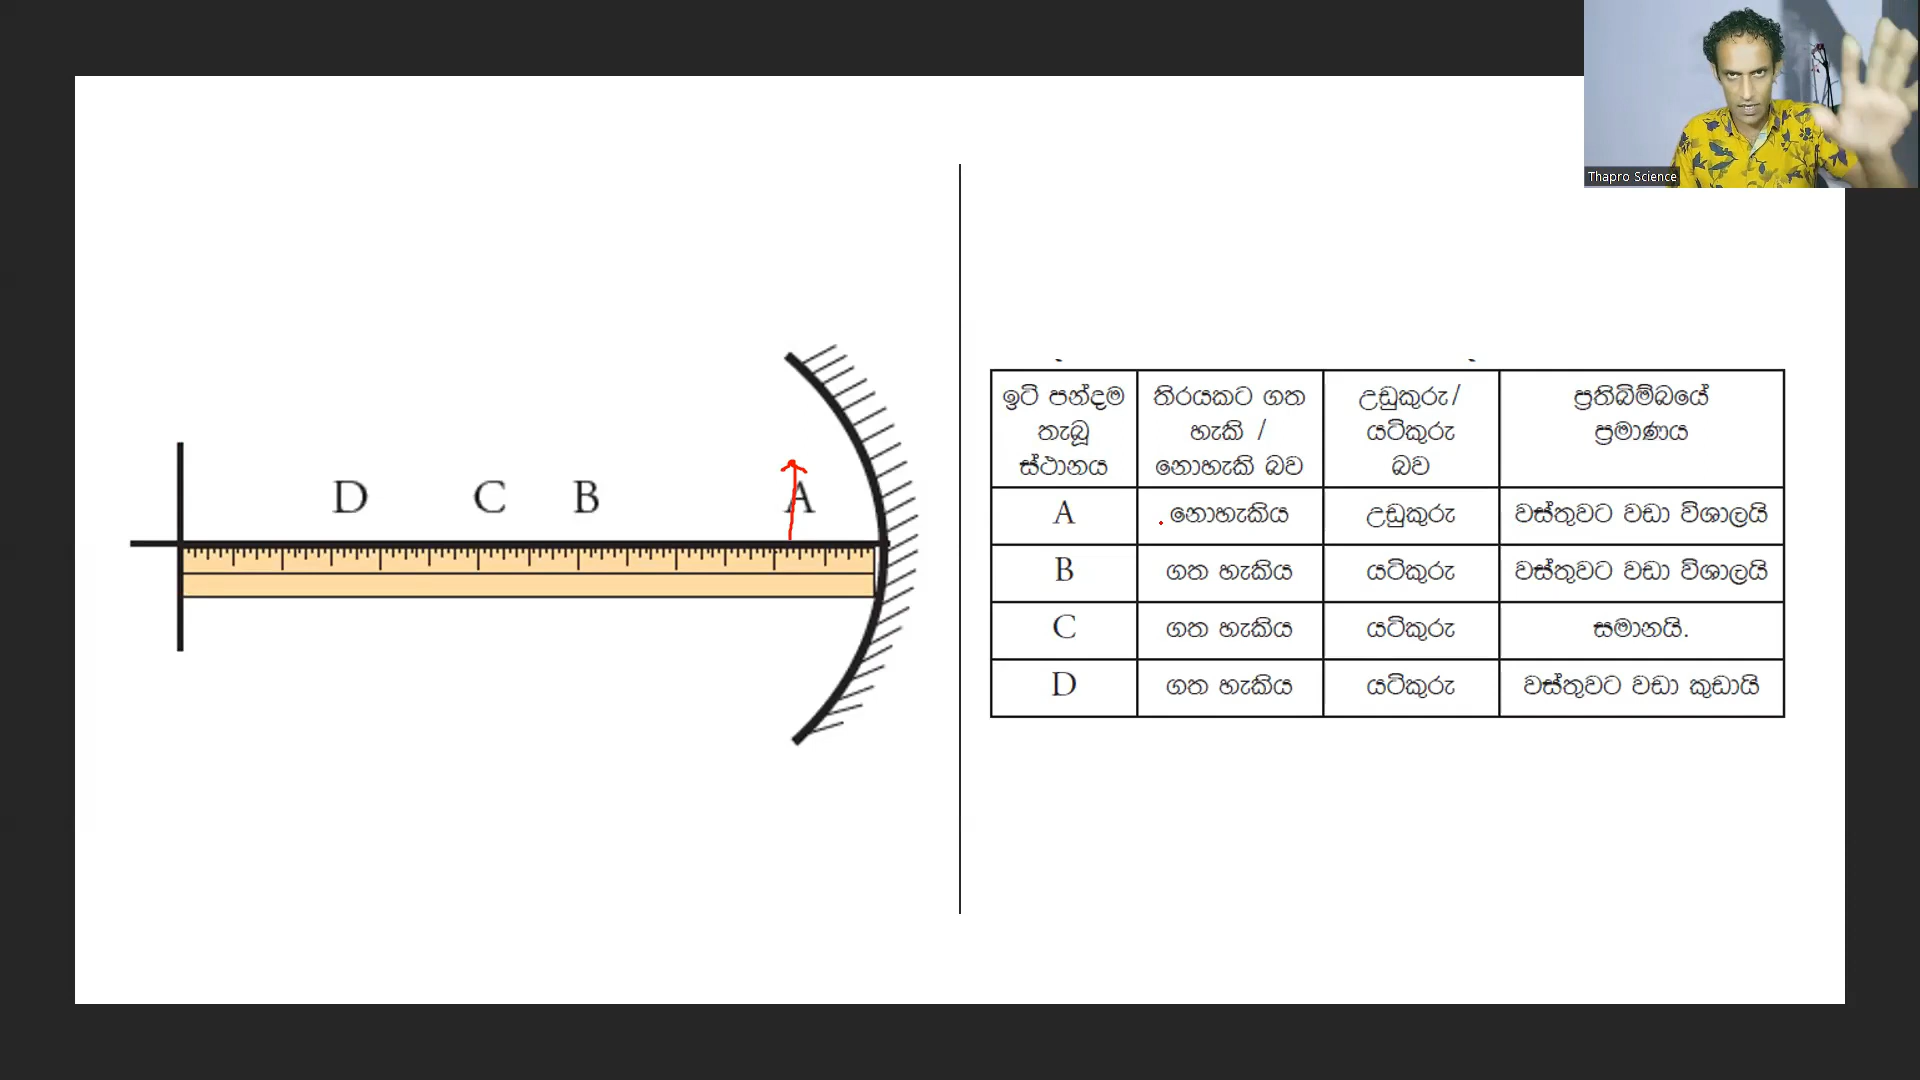 Thapro Science
D C B A
ඉටි පන්දම
තැබූ
ස්ථානය
තිරයකට ගත
හැකි /
නොහැකි බව
උඩුකුරු/
යටිකුරු
බව
ප්‍රතිබිම්බයේ
ප්‍රමාණය
A නොහැකිය උඩුකුරු වස්තුවට වඩා විශාලයි
B ගත හැකිය යටිකුරු වස්තුවට වඩා විශාලයි
C ගත හැකිය යටිකුරු සමානයි.
D ගත හැකිය යටිකුරු වස්තුවට වඩා කුඩායි